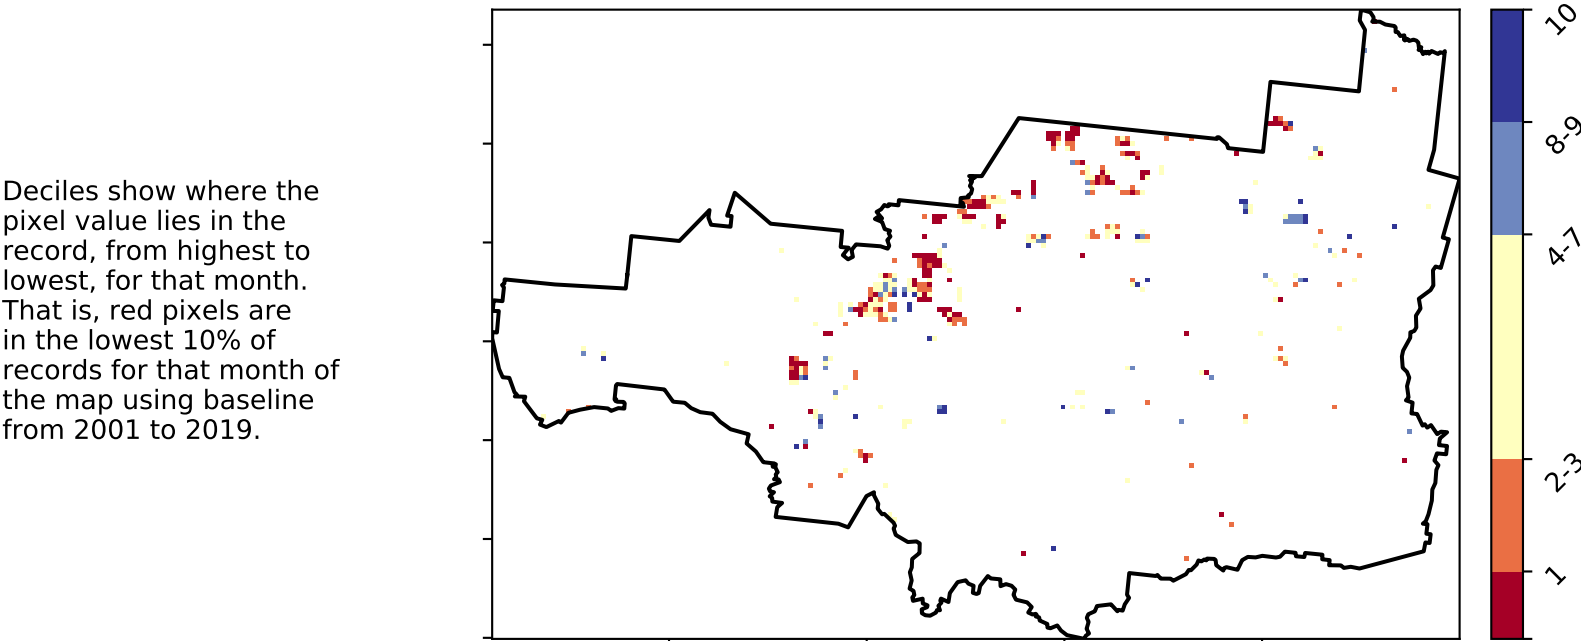 Deciles show where the
pixel value lies in the
record, from highest to
lowest, for that month.
That is, red pixels are
in the lowest 10% of
records for that month of
the map using baseline
from 2001 to 2019.
10
8-9
4-7
2-3
1